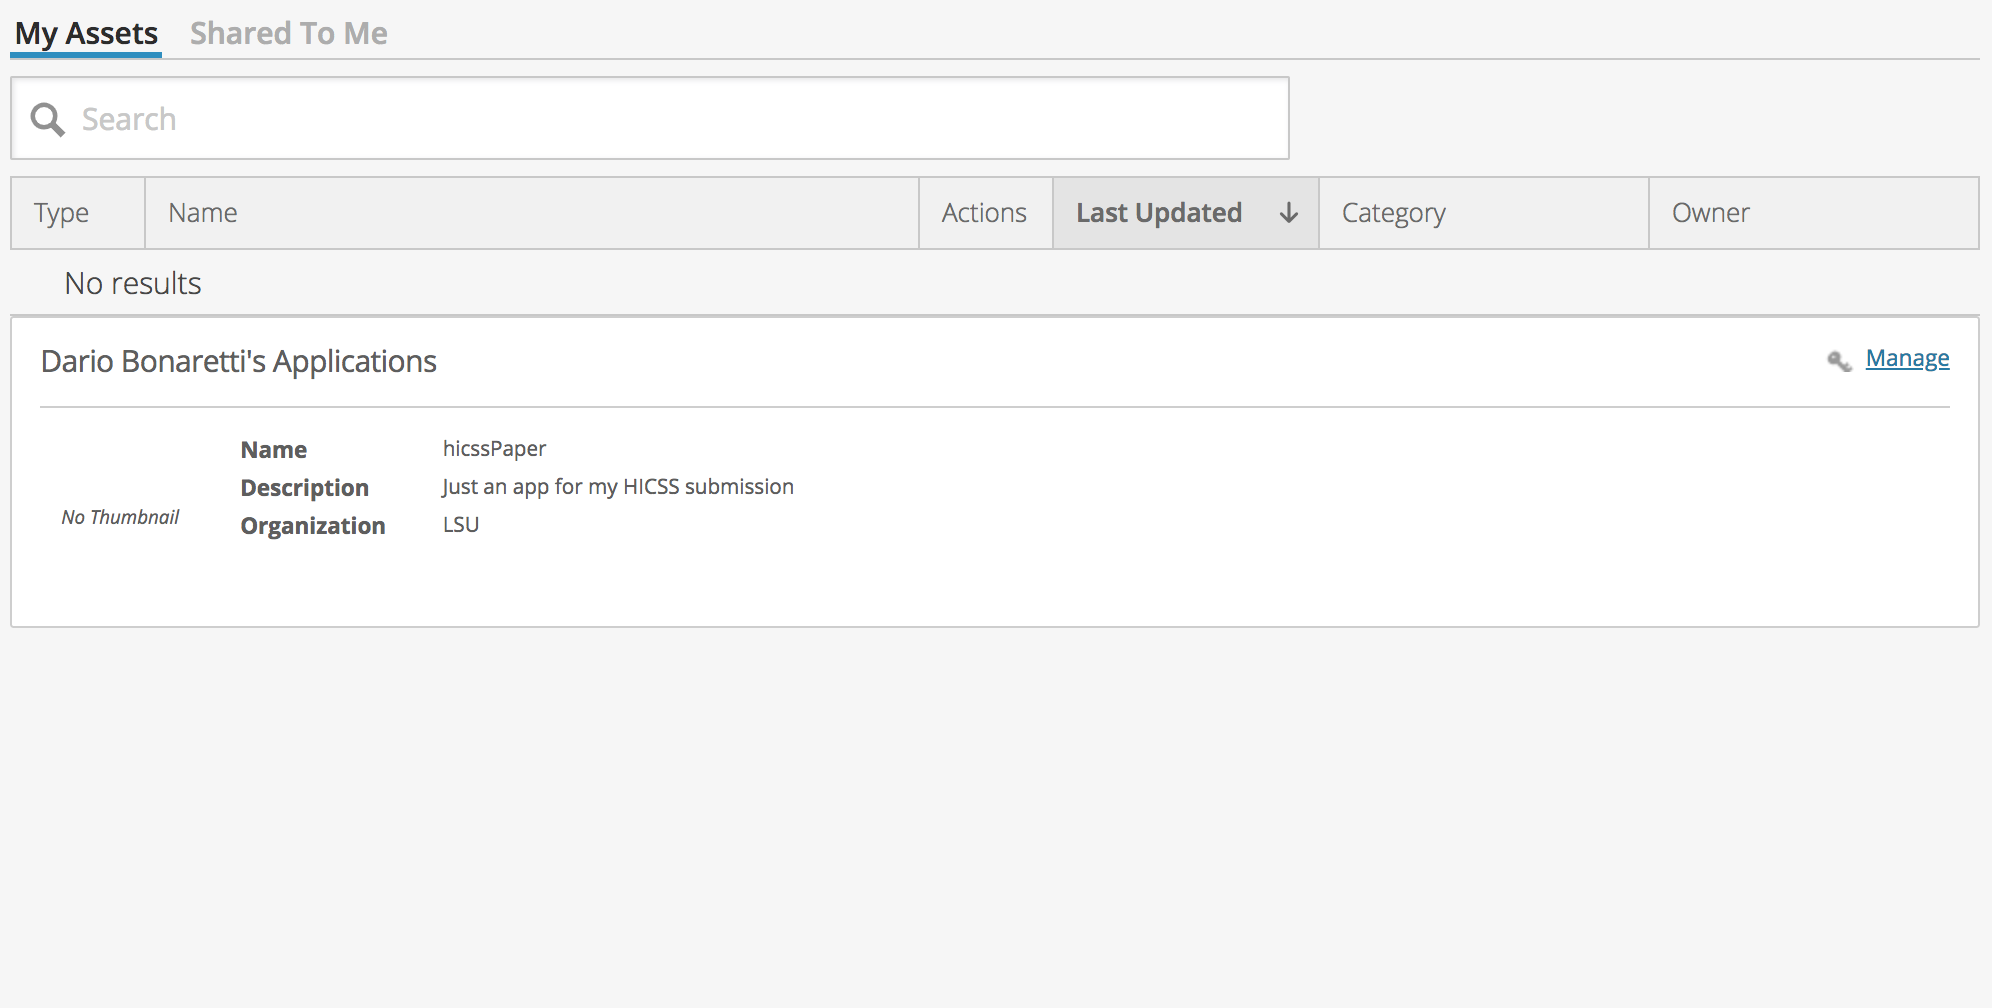 My Assets Shared To Me
Search
Type Name Actions Last Updated Category Owner
No results
Dario Bonaretti's Applications Manage
Name hicssPaper
Description Just an app for my HICSS submission
No Thumbnail
Organization LSU